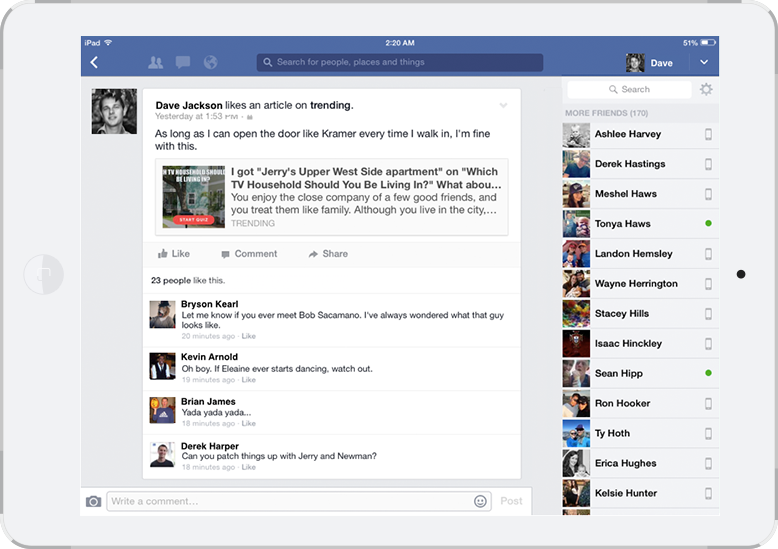 iPad 2:20 AM 51%
Search for people, places and things
Dave
Dave Jackson likes an article on trending.
Yesterday at 1:53 PM ·
As long as I can open the door like Kramer every time I walk in, I'm fine
with this.
H TV HOUSEHOLD SHOULD
BE LIVING IN?
START QUIZ
I got "Jerry's Upper West Side apartment" on "Which
TV Household Should You Be Living In?" What abou...
You enjoy the close company of a few good friends, and
you treat them like family. Although you live in the city,...
TRENDING
Like Comment Share
23 people like this.
Bryson Kearl
Let me know if you ever meet Bob Sacamano. I've always wondered what that guy
looks like.
20 minutes ago · Like
Kevin Arnold
Oh boy. If Eleaine ever starts dancing, watch out.
19 minutes ago · Like
Brian James
Yada yada yada...
18 minutes ago · Like
Derek Harper
Can you patch things up with Jerry and Newman?
18 minutes ago · Like
Write a comment... Post
Search
MORE FRIENDS (170)
Ashlee Harvey
Derek Hastings
Meshel Haws
Tonya Haws
Landon Hemsley
Wayne Herrington
Stacey Hills
Isaac Hinckley
Sean Hipp
Ron Hooker
Ty Hoth
Erica Hughes
Kelsie Hunter